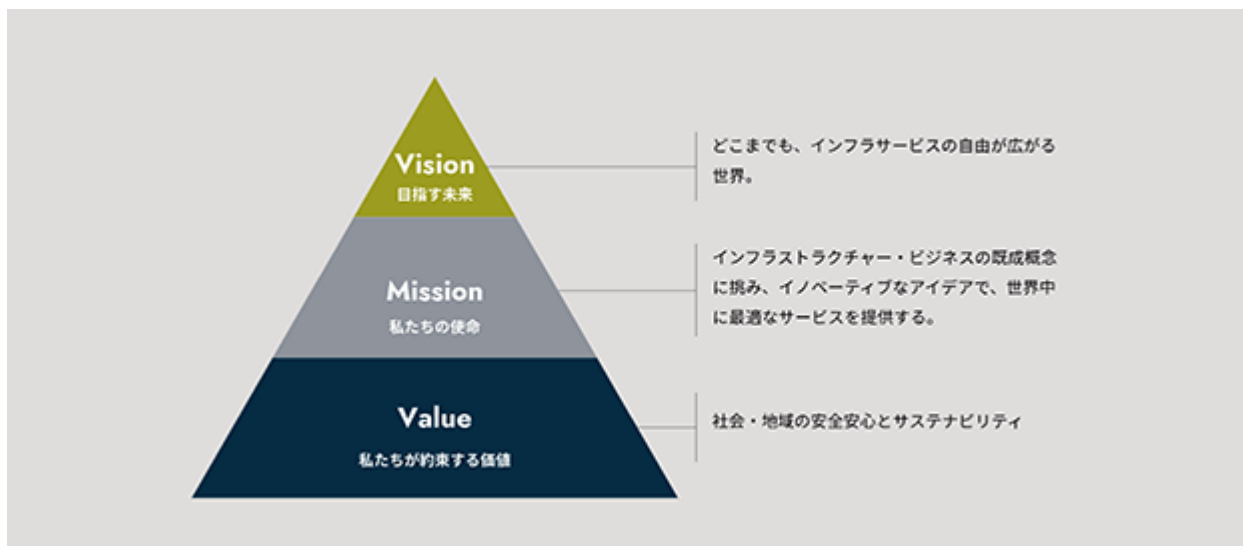 Vision
目指す未来
どこまでも、インフラサービスの自由が広がる
世界。
Mission
私たちの使命
インフラストラクチャー・ビジネスの既成概念
に挑み、イノベーティブなアイデアで、世界中
に最適なサービスを提供する。
Value
私たちが約束する価値
社会・地域の安全安心とサステナビリティ